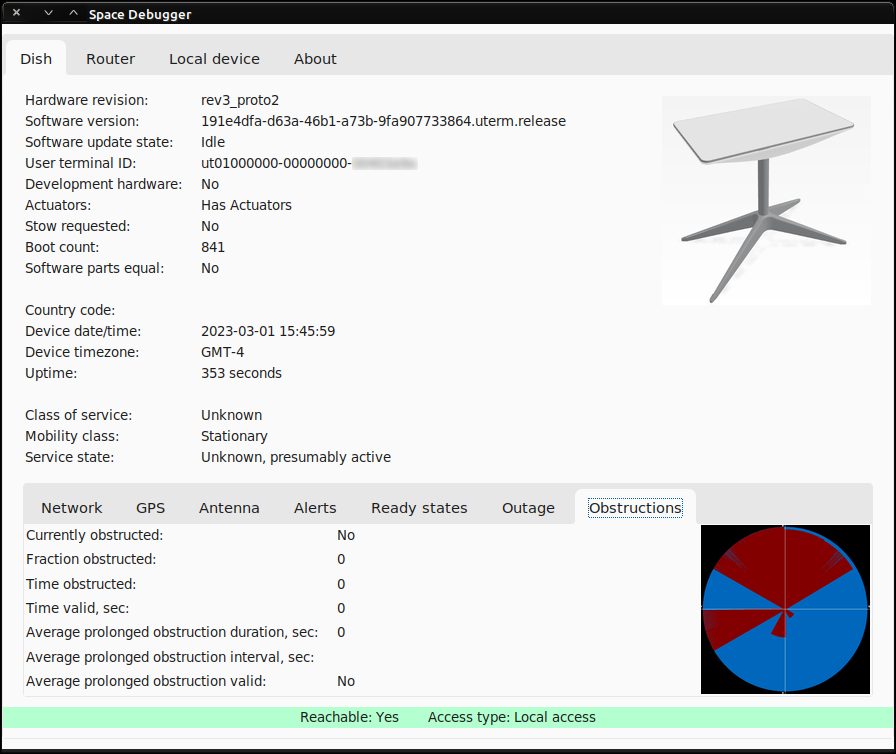 Space Debugger
Dish Router Local device About
Hardware revision: rev3_proto2
Software version: 191e4dfa-d63a-46b1-a73b-9fa907733864.uterm.release
Software update state: Idle
User terminal ID: ut01000000-00000000-
Development hardware: No
Actuators: Has Actuators
Stow requested: No
Boot count: 841
Software parts equal: No
Country code:
Device date/time: 2023-03-01 15:45:59
Device timezone: GMT-4
Uptime: 353 seconds
Class of service: Unknown
Mobility class: Stationary
Service state: Unknown, presumably active
Network GPS Antenna Alerts Ready states Outage Obstructions
Currently obstructed: No
Fraction obstructed: 0
Time obstructed: 0
Time valid, sec: 0
Average prolonged obstruction duration, sec: 0
Average prolonged obstruction interval, sec:
Average prolonged obstruction valid: No
Reachable: Yes Access type: Local access